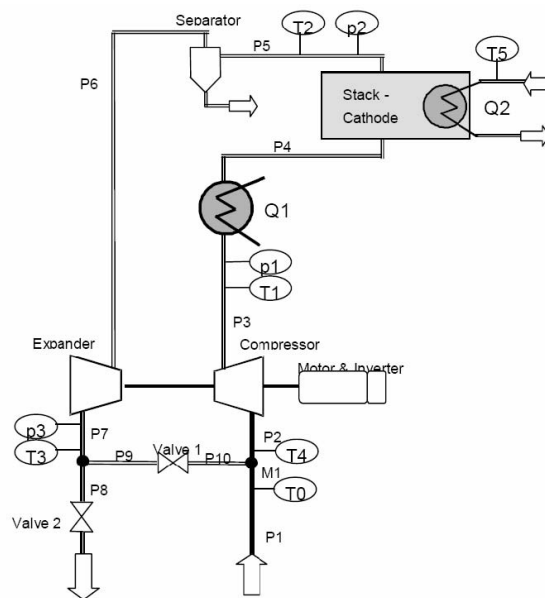 Separator
T2
p2
P5
T5
P6
Stack -
Cathode
Q2
P4
Q1
p1
T1
P3
Expander
Compressor
Motor & Inverter
p3
P7
Valve 1
P2
T3
P9
P10
T4
M1
P8
T0
Valve 2
P1